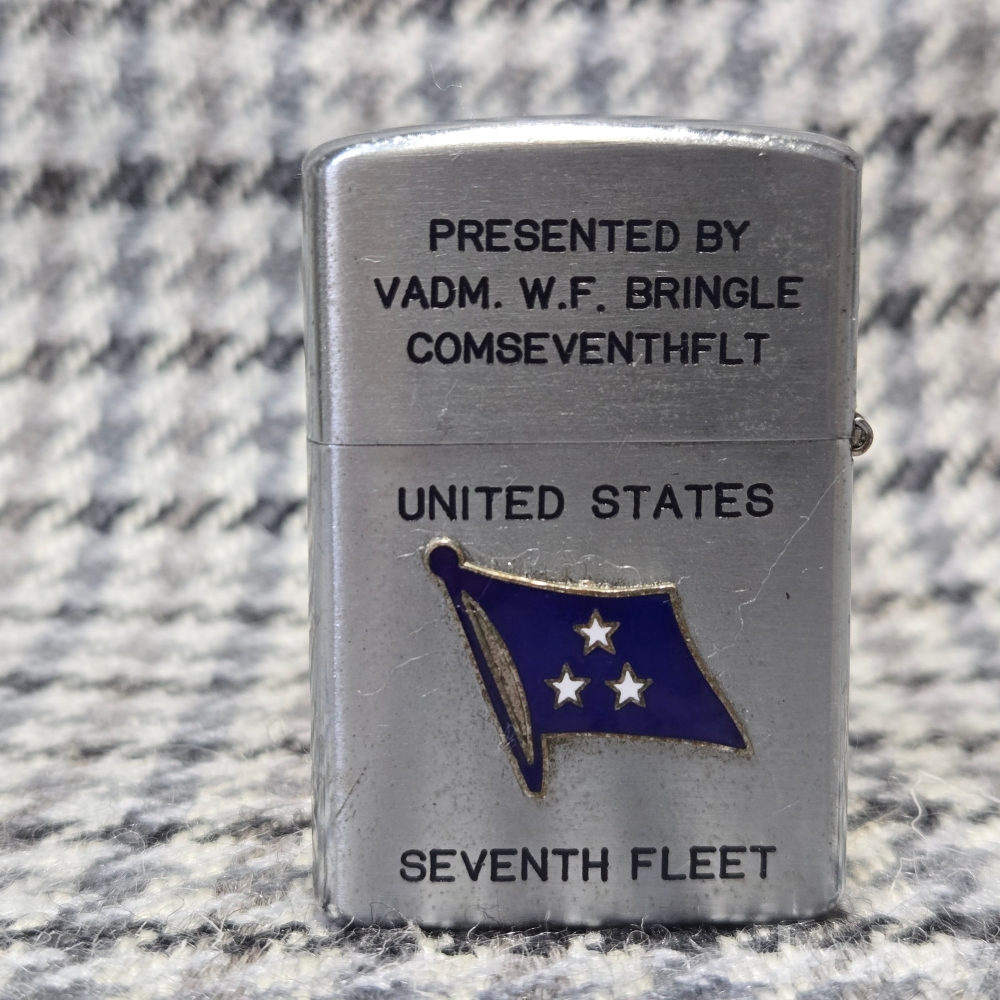 PRESENTED BY
VADM. W.F. BRINGLE
COMSEVENTHFLT
UNITED STATES
SEVENTH FLEET